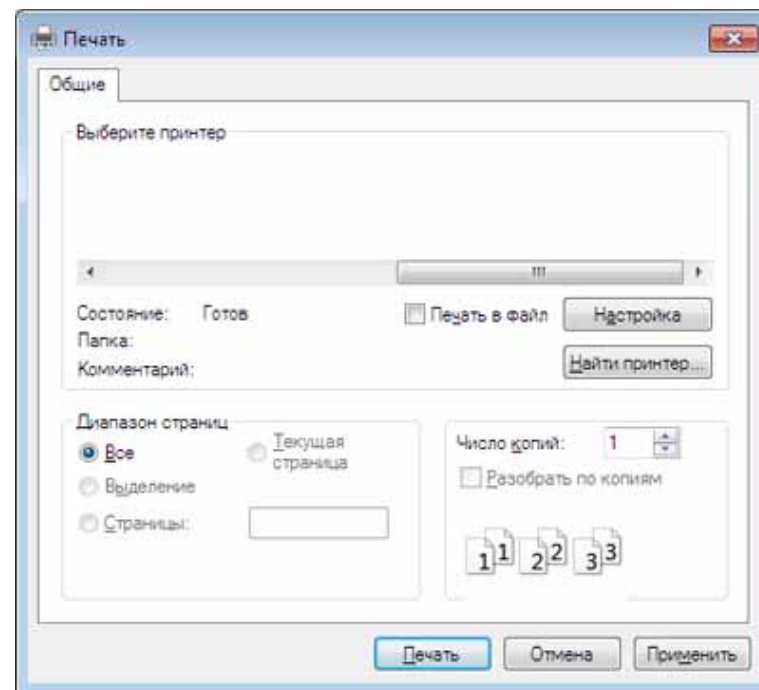 Печать
Общие
Выберите принтер
Состояние: Готов
Печать в файл
Настройка
Папка:
Комментарий:
Найти принтер...
Диапазон страниц
Все
Текущая
страница
Выделение
Страницы:
Число копий: 1
Разобрать по копиям
1 1 2 2 3 3
Печать
Отмена
Применить